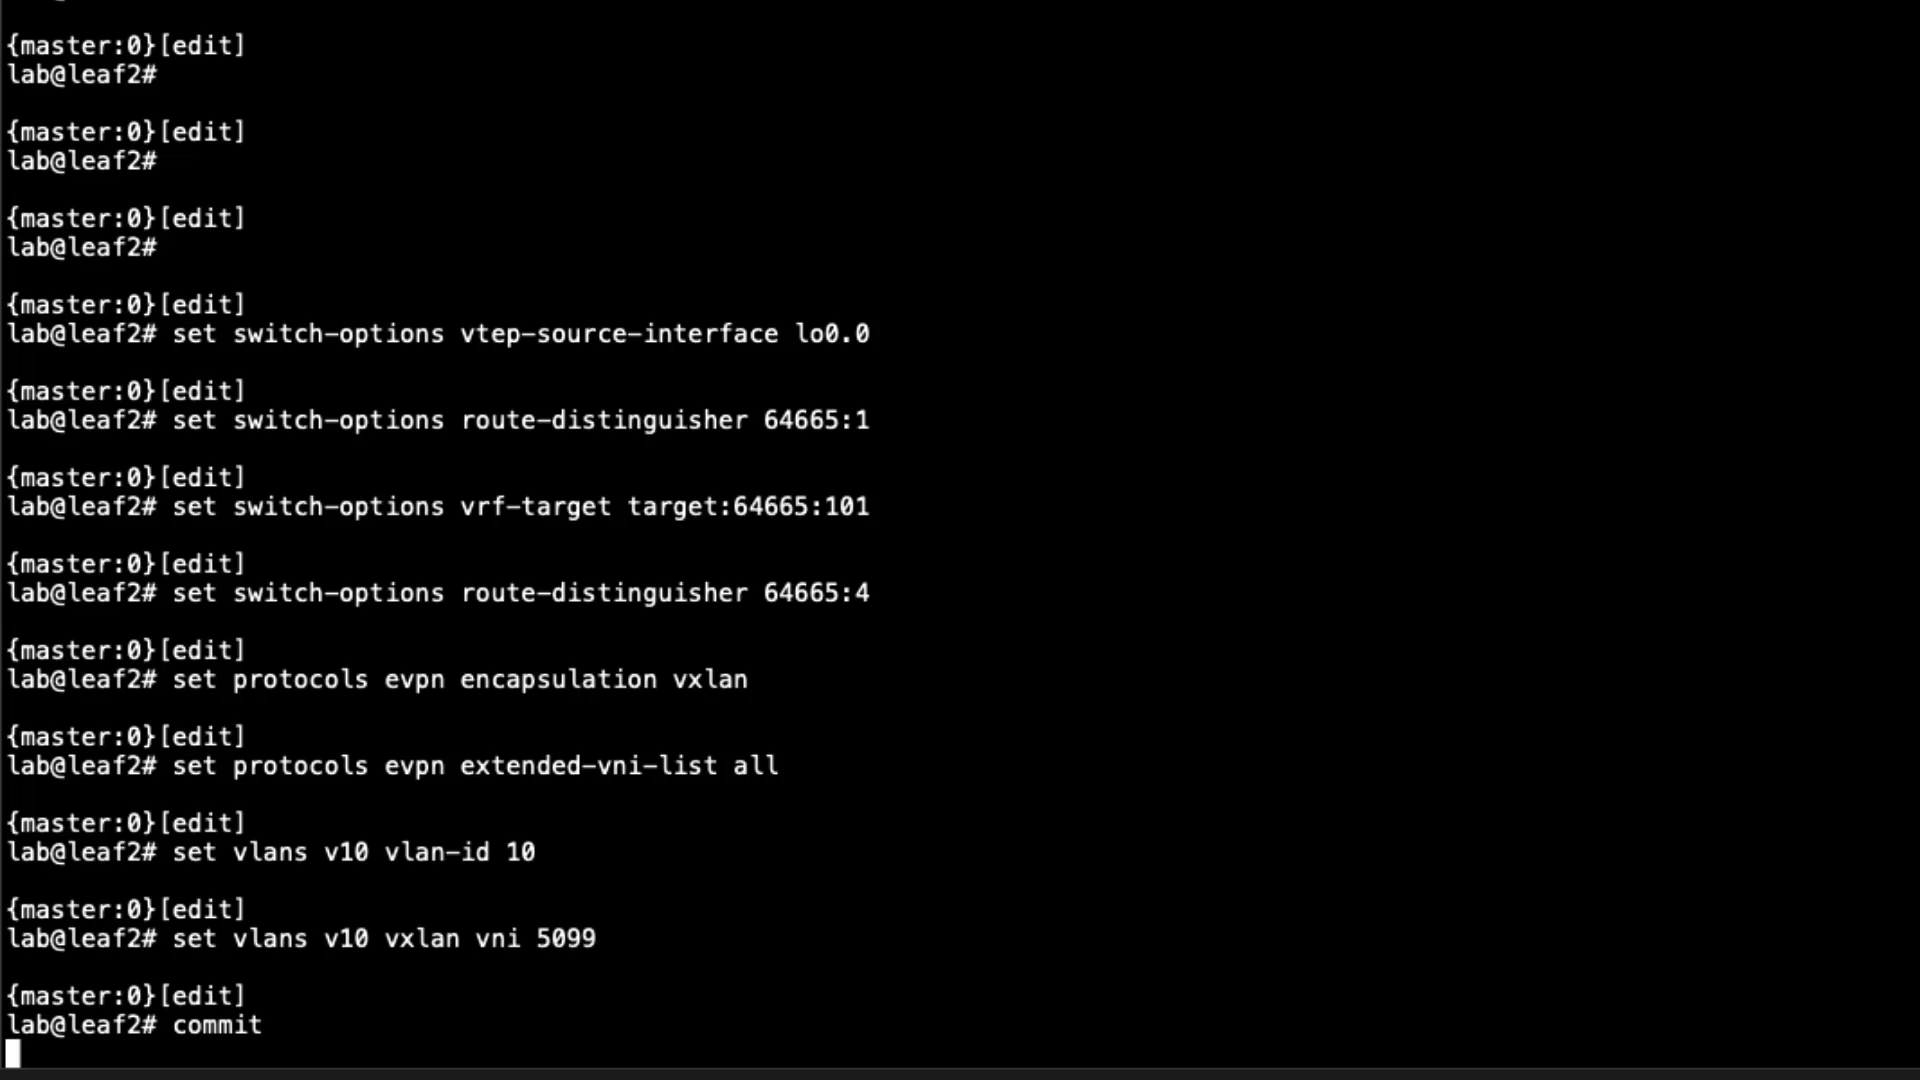 {master:0}[edit]
lab@leaf2#
{master:0}[edit]
lab@leaf2#
{master:0}[edit]
lab@leaf2#
{master:0}[edit]
lab@leaf2# set switch-options vtep-source-interface lo0.0
{master:0}[edit]
lab@leaf2# set switch-options route-distinguisher 64665:1
{master:0}[edit]
lab@leaf2# set switch-options vrf-target target:64665:101
{master:0}[edit]
lab@leaf2# set switch-options route-distinguisher 64665:4
{master:0}[edit]
lab@leaf2# set protocols evpn encapsulation vxlan
{master:0}[edit]
lab@leaf2# set protocols evpn extended-vni-list all
{master:0}[edit]
lab@leaf2# set vlans v10 vlan-id 10
{master:0}[edit]
lab@leaf2# set vlans v10 vxlan vni 5099
{master:0}[edit]
lab@leaf2# commit